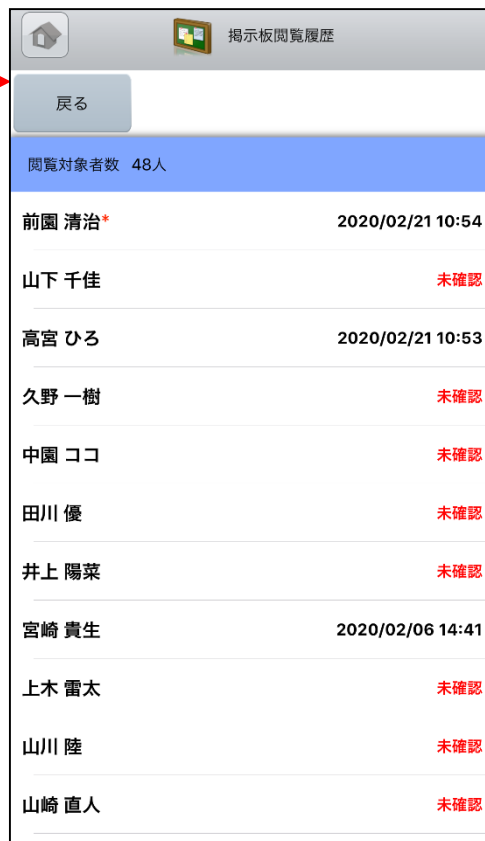 掲示板閲覧履歴
戻る
閲覧対象者数 48人
前園 清治* 2020/02/21 10:54
山下 千佳 未確認
高宮 ひろ 2020/02/21 10:53
久野 一樹 未確認
中園 ココ 未確認
田川 優 未確認
井上 陽菜 未確認
宮崎 貴生 2020/02/06 14:41
上木 雷太 未確認
山川 陸 未確認
山崎 直人 未確認